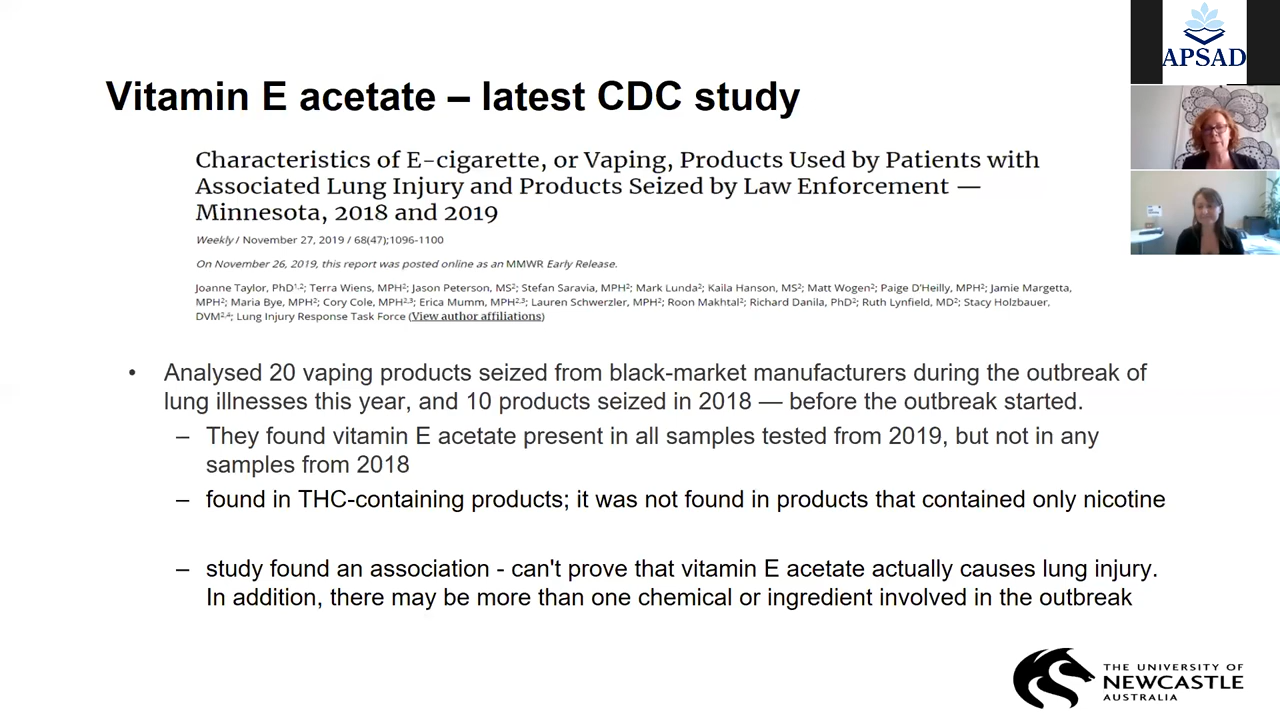 Vitamin E acetate – latest CDC study
Characteristics of E-cigarette, or Vaping, Products Used by Patients with
Associated Lung Injury and Products Seized by Law Enforcement —
Minnesota, 2018 and 2019
Weekly / November 27, 2019 / 68(47);1096-1100
On November 26, 2019, this report was posted online as an MMWR Early Release.
Joanne Taylor, PhD1,2; Terra Wiens, MPH2; Jason Peterson, MS2; Stefan Saravia, MPH2; Mark Lunda2; Kaila Hanson, MS2; Matt Wogen2; Paige D'Heilly, MPH2; Jamie Margetta,
MPH2; Maria Bye, MPH2; Cory Cole, MPH2,3; Erica Mumm, MPH2,3; Lauren Schwerzler, MPH2; Roon Makhtal2; Richard Danila, PhD2; Ruth Lynfield, MD2; Stacy Holzbauer,
DVM2,4; Lung Injury Response Task Force (View author affiliations)
• Analysed 20 vaping products seized from black-market manufacturers during the outbreak of
lung illnesses this year, and 10 products seized in 2018 — before the outbreak started.
– They found vitamin E acetate present in all samples tested from 2019, but not in any
samples from 2018
– found in THC-containing products; it was not found in products that contained only nicotine
– study found an association - can't prove that vitamin E acetate actually causes lung injury.
In addition, there may be more than one chemical or ingredient involved in the outbreak
APSAD
THE UNIVERSITY OF
NEWCASTLE
AUSTRALIA